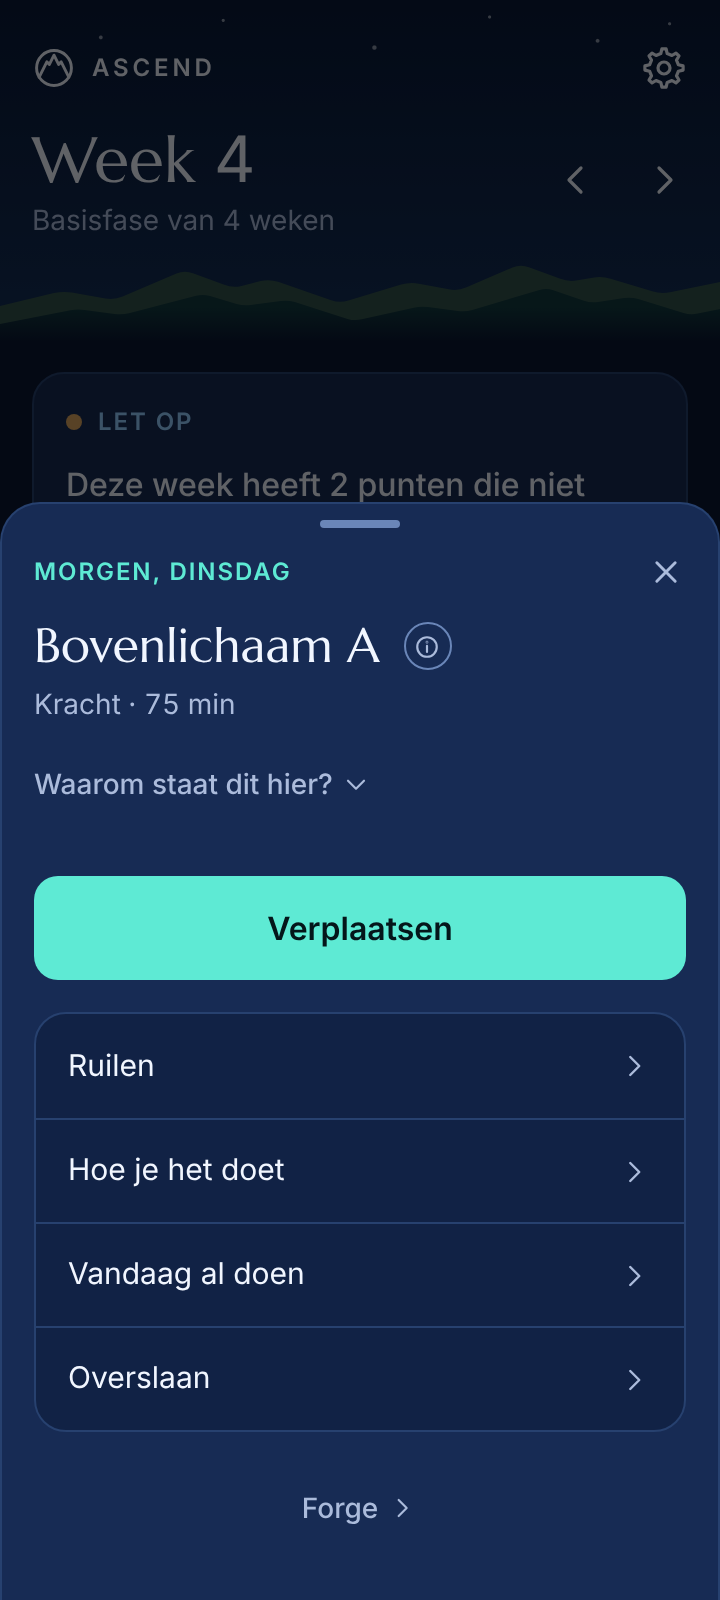 ASCEND
Week 4
Basisfase van 4 weken
LET OP
Deze week heeft 2 punten die niet
MORGEN, DINSDAG
Bovenlichaam A
Kracht · 75 min
Waarom staat dit hier?
Verplaatsen
Ruilen
Hoe je het doet
Vandaag al doen
Overslaan
Forge